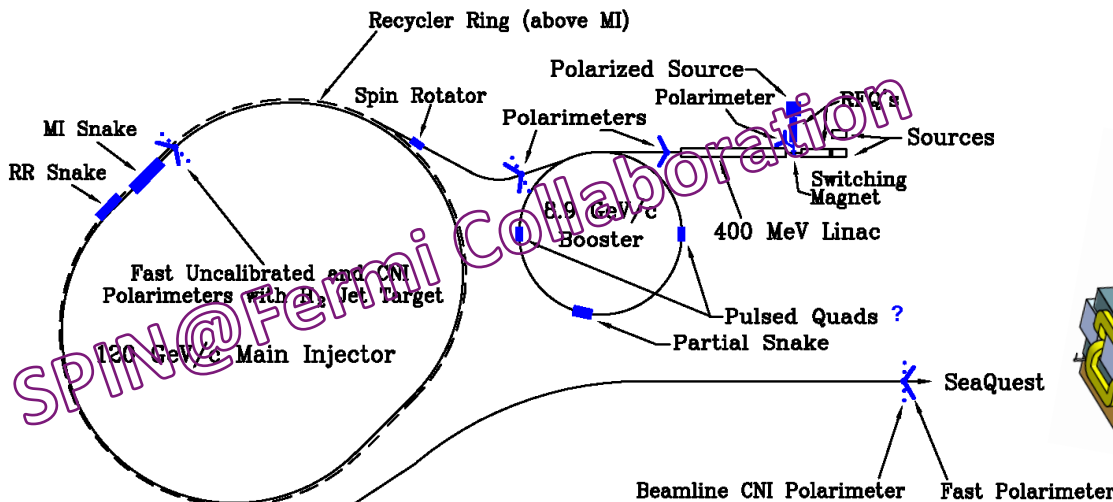 Recycler Ring (above MI)
Polarized Source
Spin Rotator
Polarimeter
RFQ's
Polarimeters
Sources
MI Snake
RR Snake
Switching
Magnet
8.9 GeV/c
Booster
400 MeV Linac
Fast Uncalibrated and CNI
Polarimeters with H₂ Jet Target
Pulsed Quads ?
Partial Snake
120 GeV/c Main Injector
SeaQuest
Beamline CNI Polarimeter
Fast Polarimeter
SPIN@Fermi Collaboration